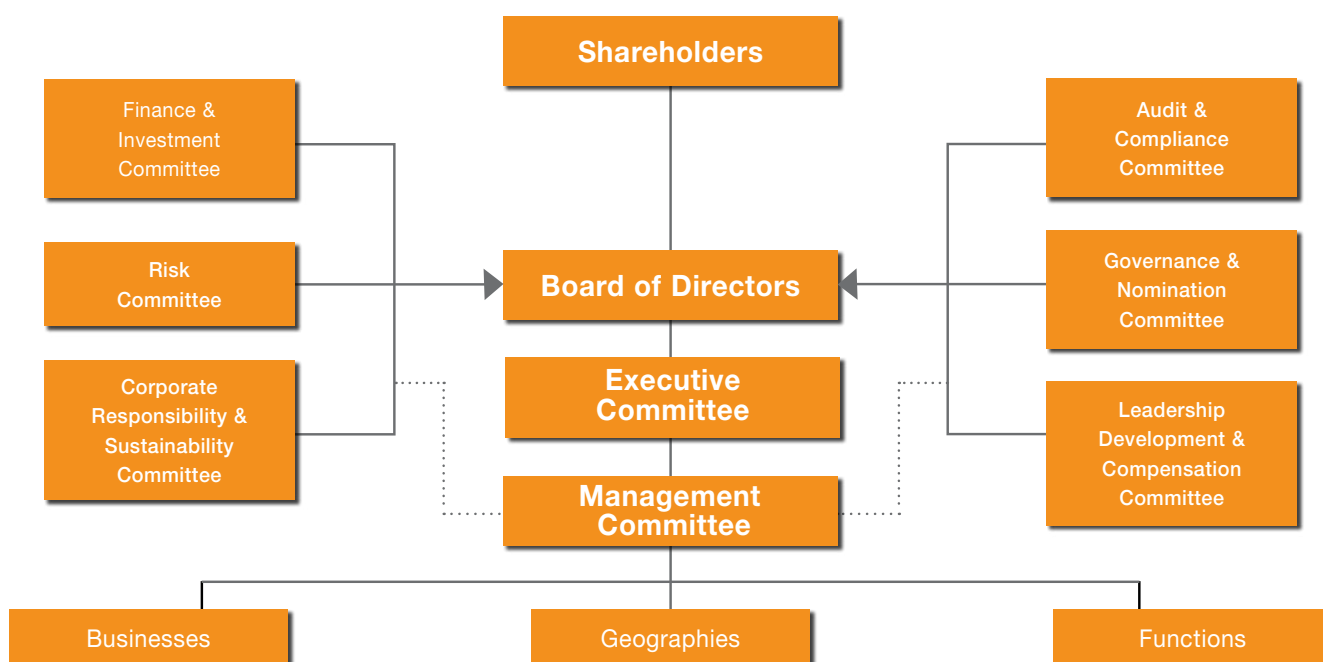 Shareholders
Finance &
Investment
Committee
Audit &
Compliance
Committee
Risk
Committee
Board of Directors
Governance &
Nomination
Committee
Corporate
Responsibility &
Sustainability
Committee
Executive
Committee
Leadership
Development &
Compensation
Committee
Management
Committee
Businesses
Geographies
Functions